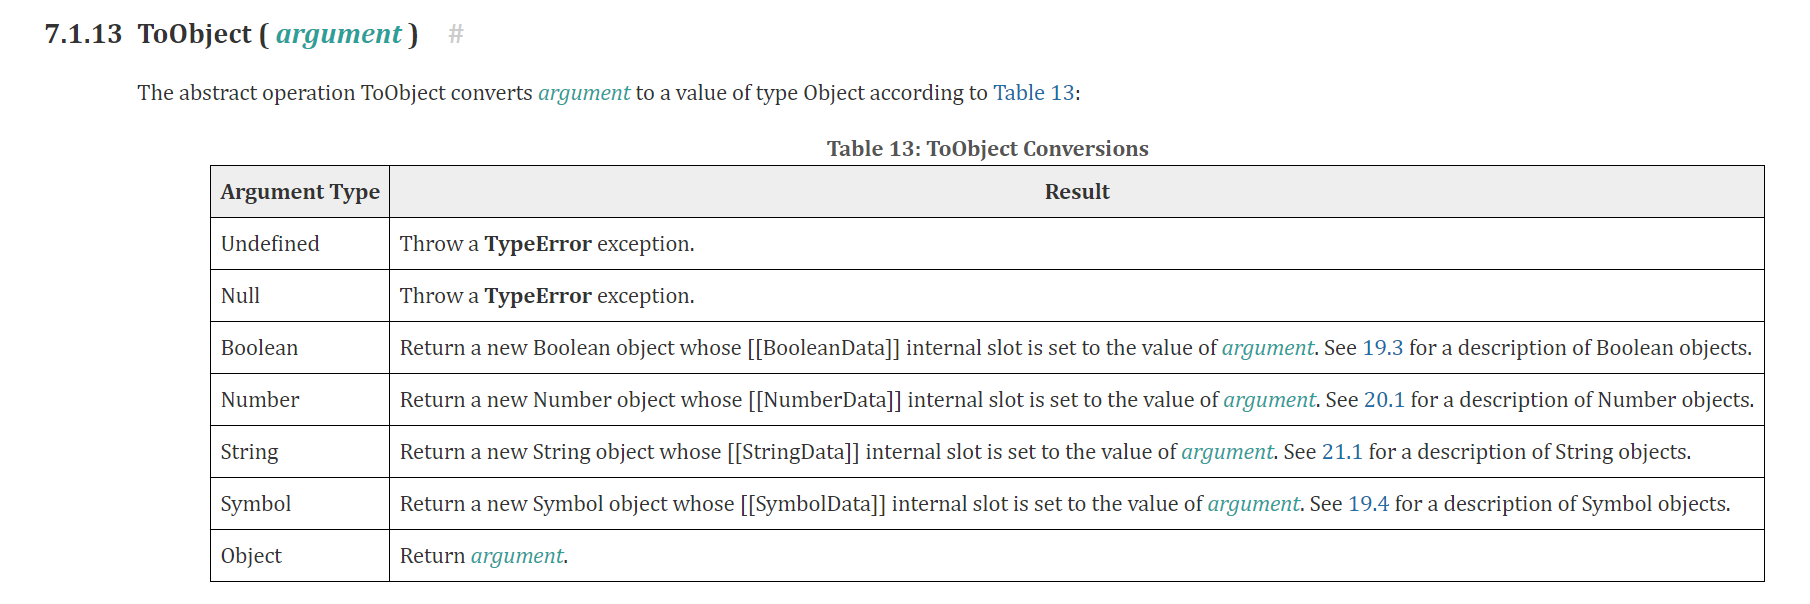 7.1.13 ToObject ( argument ) #
The abstract operation ToObject converts argument to a value of type Object according to Table 13:
Table 13: ToObject Conversions
Argument Type Result
Undefined Throw a TypeError exception.
Null Throw a TypeError exception.
Boolean Return a new Boolean object whose [[BooleanData]] internal slot is set to the value of argument. See 19.3 for a description of Boolean objects.
Number Return a new Number object whose [[NumberData]] internal slot is set to the value of argument. See 20.1 for a description of Number objects.
String Return a new String object whose [[StringData]] internal slot is set to the value of argument. See 21.1 for a description of String objects.
Symbol Return a new Symbol object whose [[SymbolData]] internal slot is set to the value of argument. See 19.4 for a description of Symbol objects.
Object Return argument.